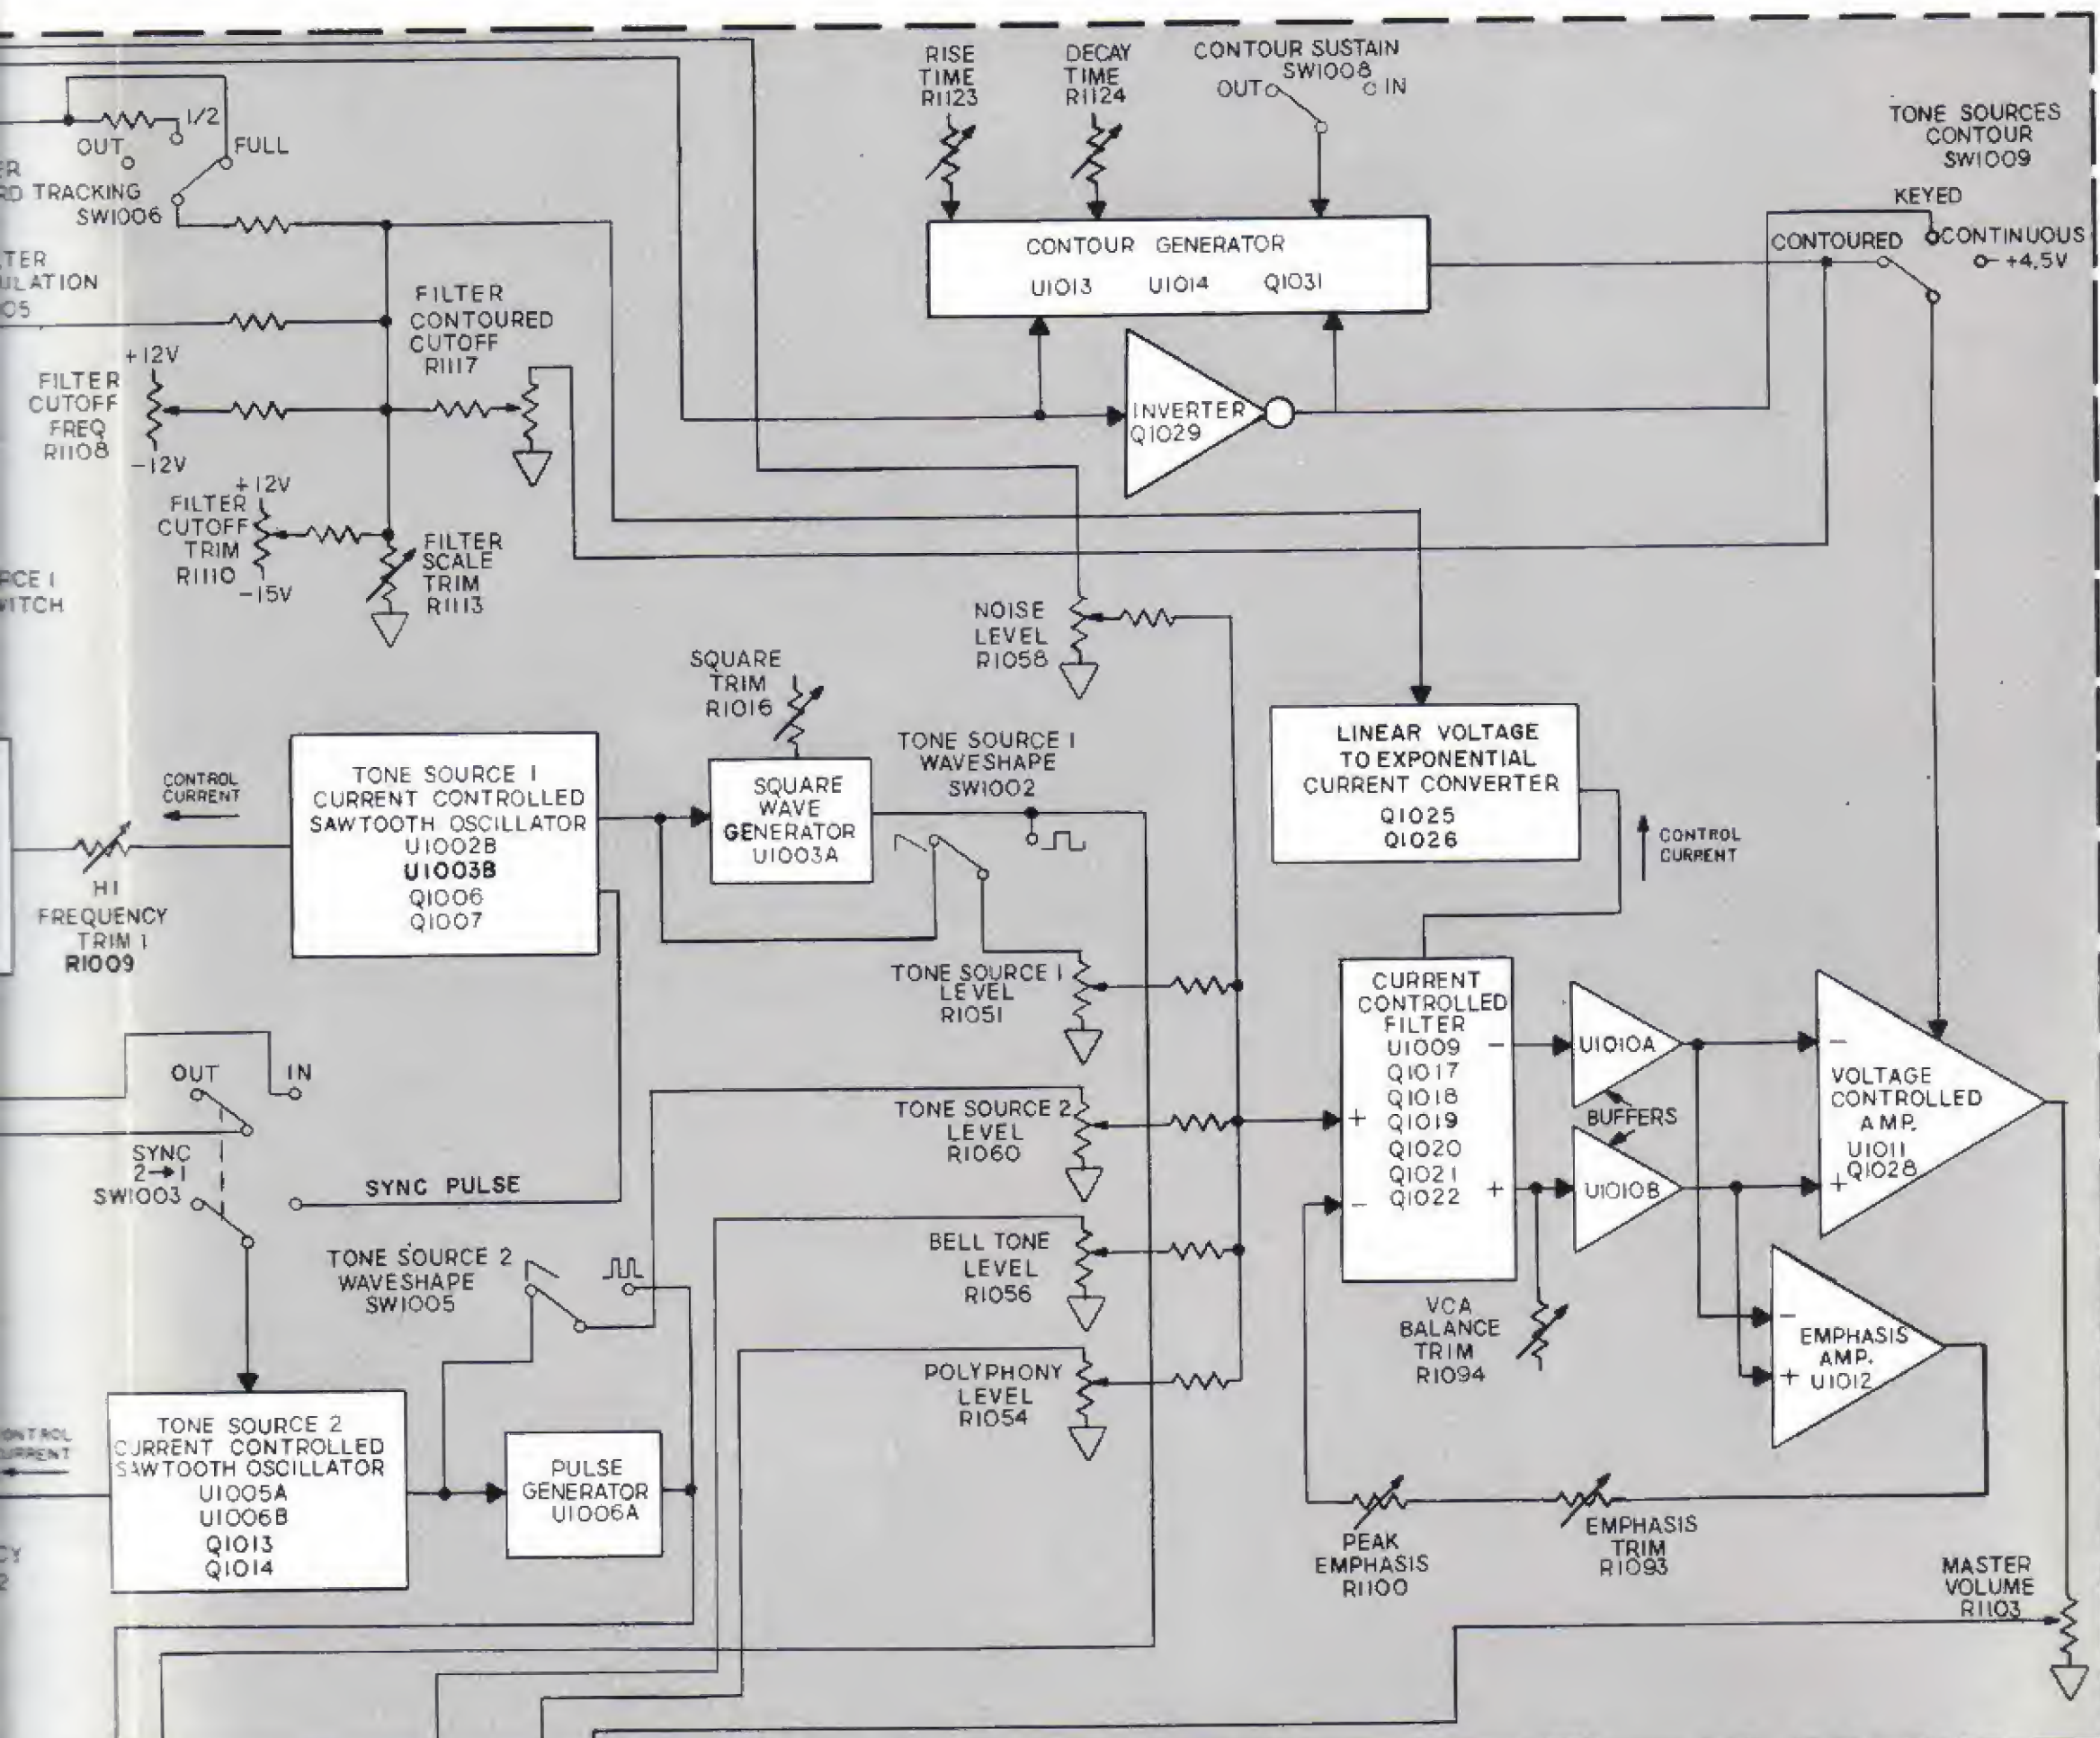 RISE
TIME
R1123
DECAY
TIME
R1124
CONTOUR SUSTAIN
SW1008
OUT
IN
TONE SOURCES
CONTOUR
SW1009
KEYED
CONTOURED
CONTINUOUS
+4.5V
1/2
OUT
FULL
TRACKING
SW1006
CONTOUR GENERATOR
U1013 U1014 Q1031
FILTER
CONTOURED
CUTOFF
R1117
+12V
FILTER
CUTOFF
FREQ
R1108
-12V
INVERTER
Q1029
+12V
FILTER
CUTOFF
TRIM
R1110
-15V
FILTER
SCALE
TRIM
R1113
NOISE
LEVEL
R1058
SQUARE
TRIM
R1016
LINEAR VOLTAGE
TO EXPONENTIAL
CURRENT CONVERTER
Q1025
Q1026
CONTROL
CURRENT
CONTROL
CURRENT
TONE SOURCE 1
CURRENT CONTROLLED
SAWTOOTH OSCILLATOR
U1002B
U1003B
Q1006
Q1007
SQUARE
WAVE
GENERATOR
U1003A
TONE SOURCE 1
WAVESHAPE
SW1002
HI
FREQUENCY
TRIM 1
R1009
TONE SOURCE 1
LEVEL
R1051
CURRENT
CONTROLLED
FILTER
U1009 -
Q1017
Q1018
+ Q1019
Q1020
Q1021
- Q1022 +
U1010A
BUFFERS
U1010B
-
VOLTAGE
CONTROLLED
AMP.
U1011
+ Q1028
OUT
IN
SYNC
2→1
SW1003
SYNC PULSE
TONE SOURCE 2
LEVEL
R1060
TONE SOURCE 2
WAVESHAPE
SW1005
BELL TONE
LEVEL
R1056
VCA
BALANCE
TRIM
R1094
-
EMPHASIS
AMP.
+ U1012
POLYPHONY
LEVEL
R1054
TONE SOURCE 2
CURRENT CONTROLLED
SAWTOOTH OSCILLATOR
U1005A
U1006B
Q1013
Q1014
PULSE
GENERATOR
U1006A
PEAK
EMPHASIS
R1100
EMPHASIS
TRIM
R1093
MASTER
VOLUME
R1103